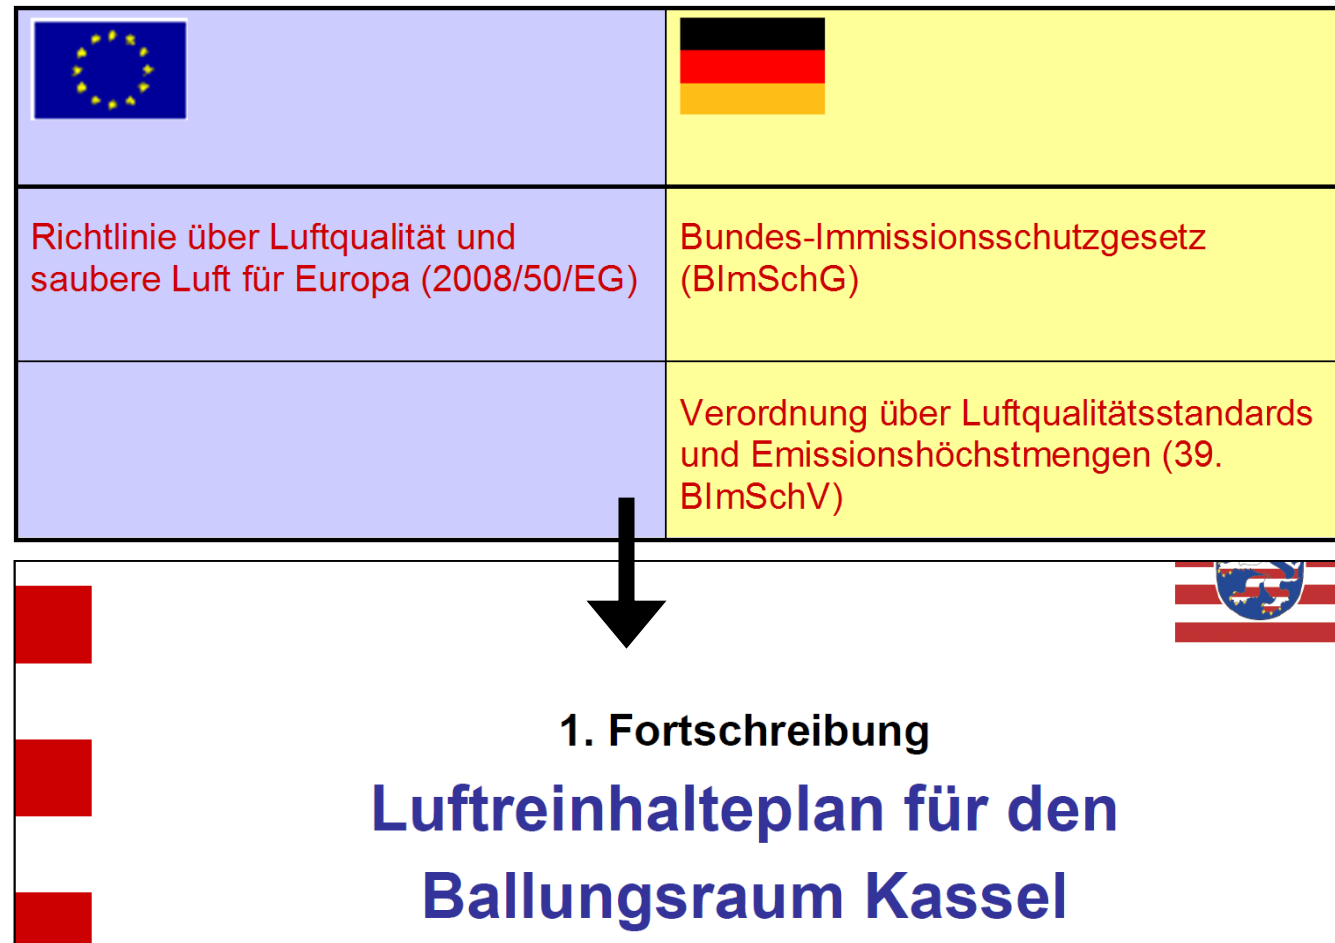 Richtlinie über Luftqualität und
saubere Luft für Europa (2008/50/EG)
Bundes-Immissionsschutzgesetz
(BImSchG)
Verordnung über Luftqualitätsstandards
und Emissionshöchstmengen (39.
BImSchV)
1. Fortschreibung
Luftreinhalteplan für den
Ballungsraum Kassel